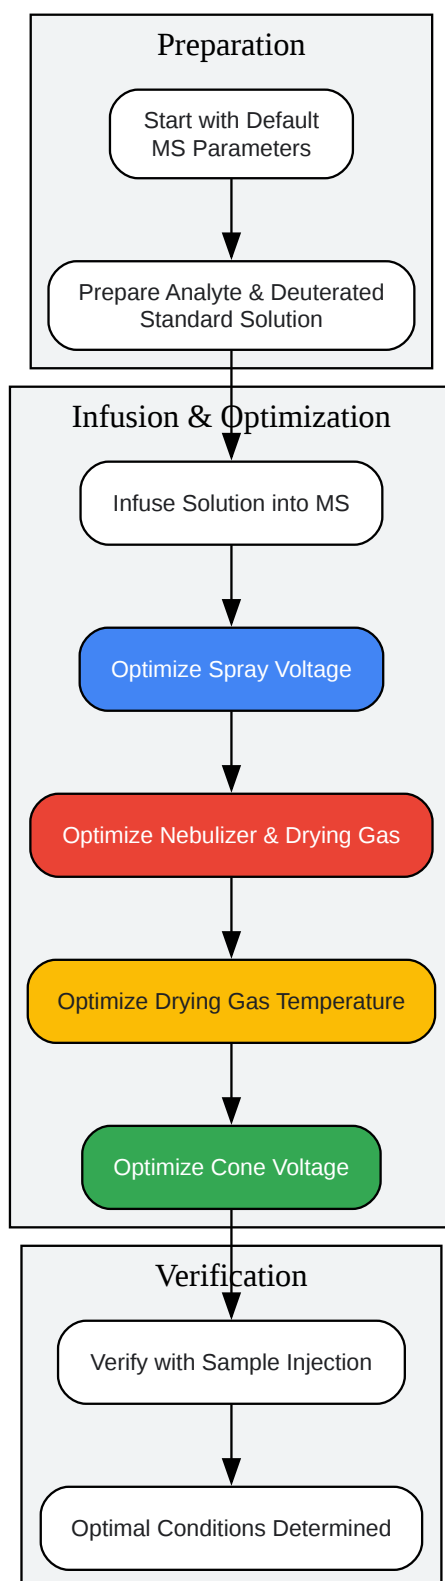 Preparation
Start with Default
MS Parameters
Prepare Analyte & Deuterated
Standard Solution
Infusion & Optimization
Infuse Solution into MS
Optimize Spray Voltage
Optimize Nebulizer & Drying Gas
Optimize Drying Gas Temperature
Optimize Cone Voltage
Verification
Verify with Sample Injection
Optimal Conditions Determined